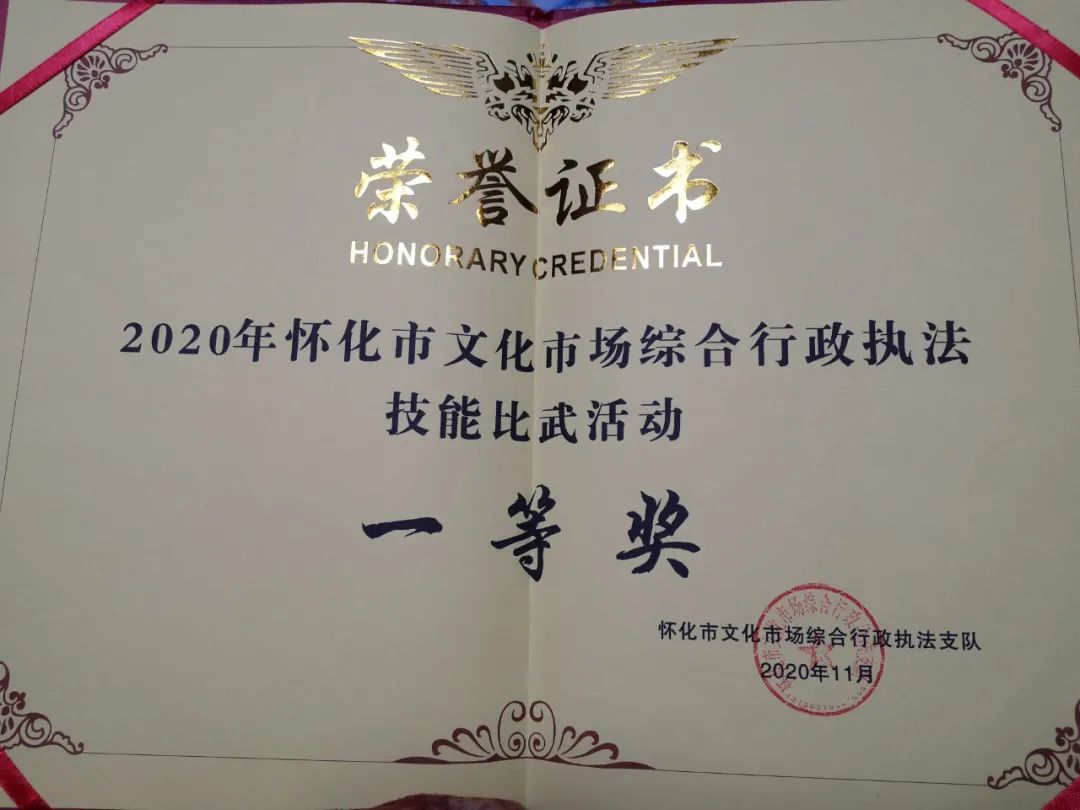 荣誉证书
HONORARY CREDENTIAL
2020年怀化市文化市场综合行政执法
技能比武活动
一等奖
怀化市文化市场综合行政执法支队
2020年11月